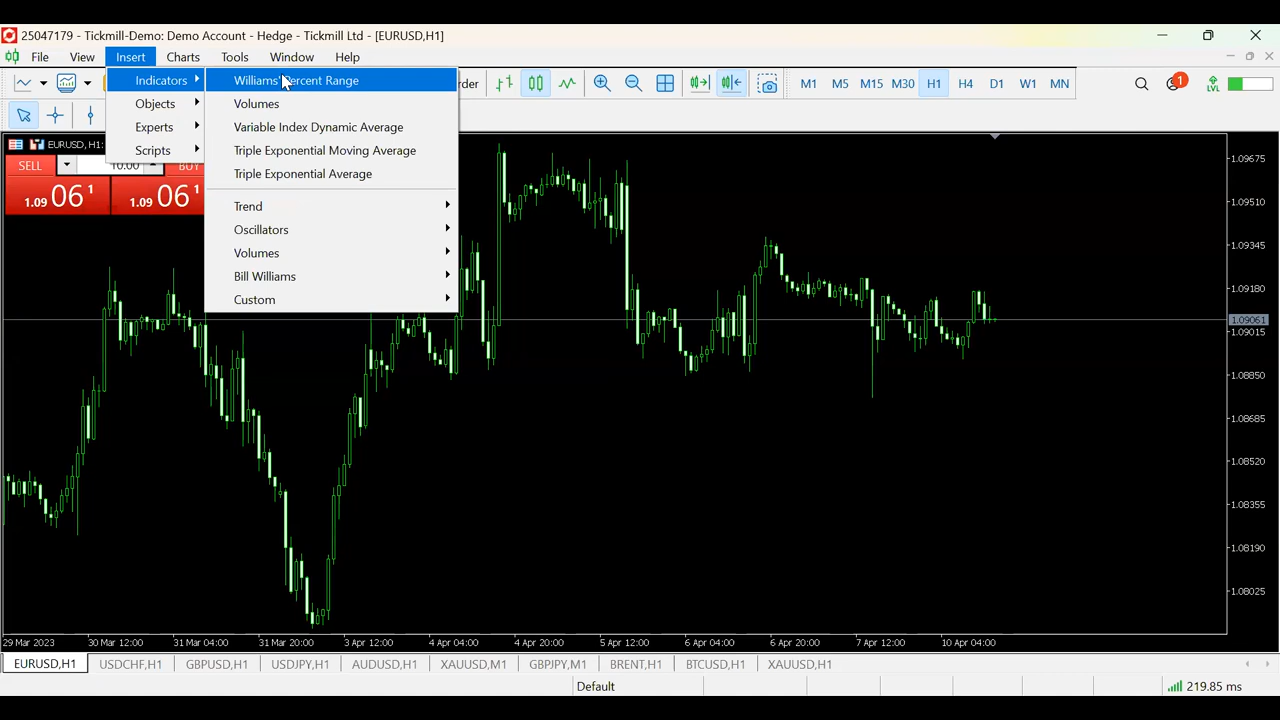 25047179 - Tickmill-Demo: Demo Account - Hedge - Tickmill Ltd - [EURUSD,H1]
File View Insert Charts Tools Window Help
Indicators
Objects
Experts
Scripts
Williams' Percent Range
Volumes
Variable Index Dynamic Average
Triple Exponential Moving Average
Triple Exponential Average
Trend
Oscillators
Volumes
Bill Williams
Custom
der
M1 M5 M15 M30 H1 H4 D1 W1 MN
1
LVL
EURUSD, H1:
SELL 10.00 BUY
1.09 06 1
1.09 06 1
1.09675
1.09510
1.09345
1.09180
1.09061
1.09015
1.08850
1.08685
1.08520
1.08355
1.08190
1.08025
29 Mar 2023 30 Mar 12:00 31 Mar 04:00 31 Mar 20:00 3 Apr 12:00 4 Apr 04:00 4 Apr 20:00 5 Apr 12:00 6 Apr 04:00 6 Apr 20:00 7 Apr 12:00 10 Apr 04:00
EURUSD,H1 USDCHF,H1 GBPUSD,H1 USDJPY,H1 AUDUSD,H1 XAUUSD,M1 GBPJPY,M1 BRENT,H1 BTCUSD,H1 XAUUSD,H1
Default
219.85 ms